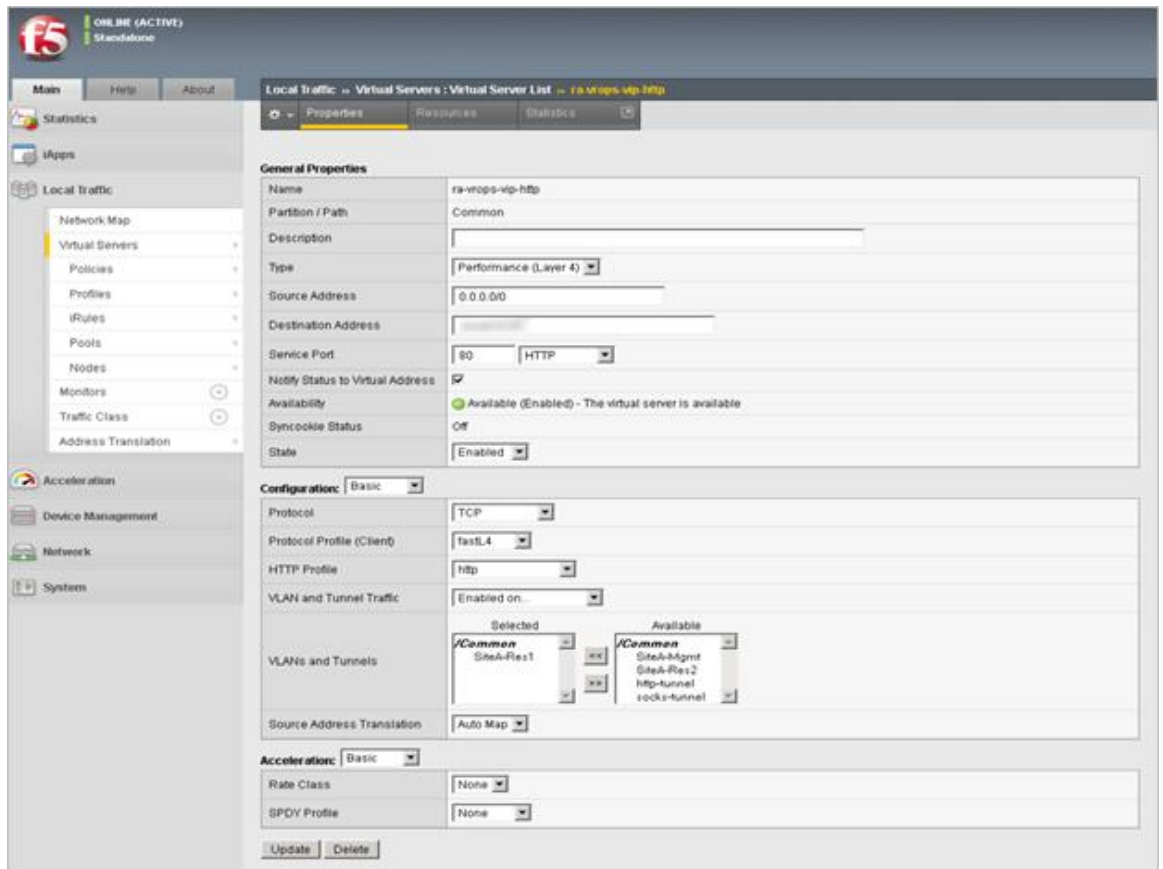 f5
ONLINE (ACTIVE)
Standalone
Main Help About
Statistics
iApps
Local Traffic
Network Map
Virtual Servers
Policies
Profiles
iRules
Pools
Nodes
Monitors
Traffic Class
Address Translation
Acceleration
Device Management
Network
System
Local Traffic » Virtual Servers : Virtual Server List » ra-vrops-vip-http
Properties Resources Statistics
General Properties
Name ra-vrops-vip-http
Partition / Path Common
Description
Type Performance (Layer 4)
Source Address 0.0.0.0/0
Destination Address
Service Port 80 HTTP
Notify Status to Virtual Address
Availability Available (Enabled) - The virtual server is available
Syncookie Status Off
State Enabled
Configuration: Basic
Protocol TCP
Protocol Profile (Client) fastL4
HTTP Profile http
VLAN and Tunnel Traffic Enabled on...
VLANs and Tunnels
Selected
/Common
SiteA-Res1
<<
>>
Available
/Common
SiteA-Mgmt
SiteA-Res2
http-tunnel
socks-tunnel
Source Address Translation Auto Map
Acceleration: Basic
Rate Class None
SPDY Profile None
Update Delete